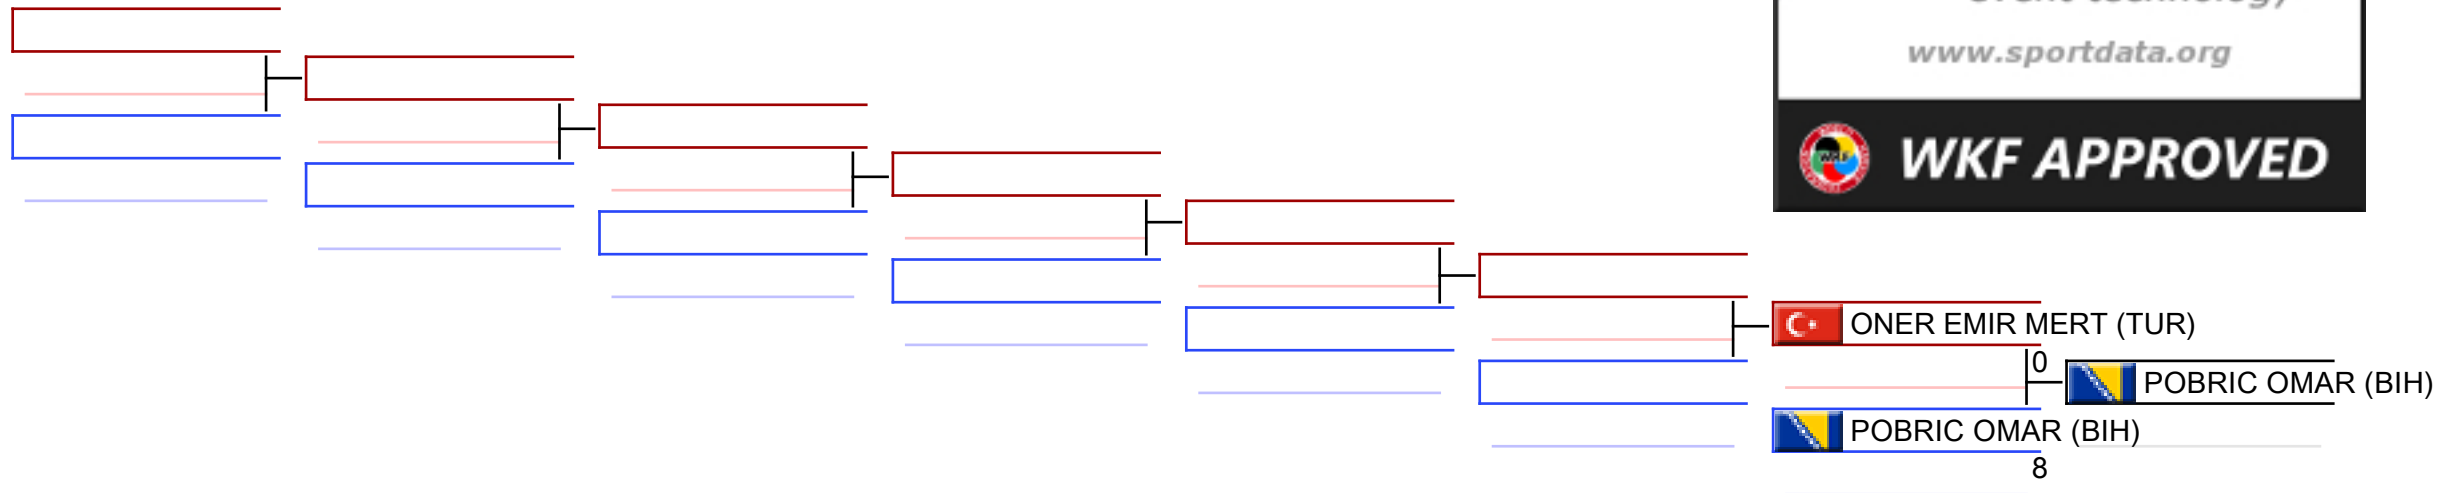 www.sportdata.org
WKF APPROVED
ONER EMIR MERT (TUR)
0
POBRIC OMAR (BIH)
POBRIC OMAR (BIH)
8